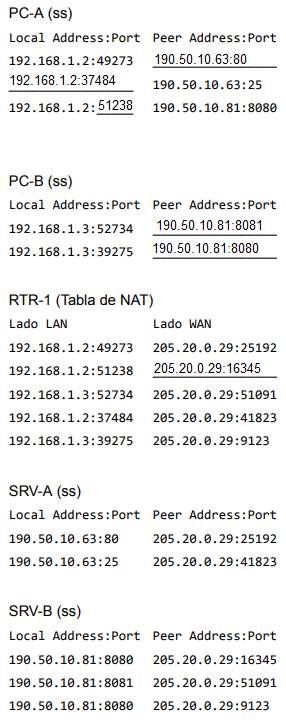 PC-A (ss)
Local Address:Port Peer Address:Port
192.168.1.2:49273 190.50.10.63:80
192.168.1.2:37484 190.50.10.63:25
192.168.1.2:51238 190.50.10.81:8080
PC-B (ss)
Local Address:Port Peer Address:Port
192.168.1.3:52734 190.50.10.81:8081
192.168.1.3:39275 190.50.10.81:8080
RTR-1 (Tabla de NAT)
Lado LAN Lado WAN
192.168.1.2:49273 205.20.0.29:25192
192.168.1.2:51238 205.20.0.29:16345
192.168.1.3:52734 205.20.0.29:51091
192.168.1.2:37484 205.20.0.29:41823
192.168.1.3:39275 205.20.0.29:9123
SRV-A (ss)
Local Address:Port Peer Address:Port
190.50.10.63:80 205.20.0.29:25192
190.50.10.63:25 205.20.0.29:41823
SRV-B (ss)
Local Address:Port Peer Address:Port
190.50.10.81:8080 205.20.0.29:16345
190.50.10.81:8081 205.20.0.29:51091
190.50.10.81:8080 205.20.0.29:9123